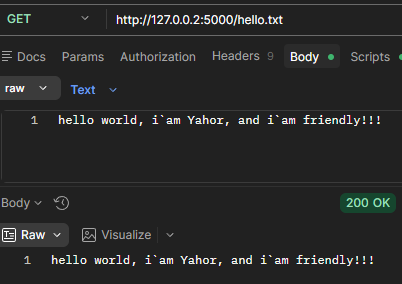 GET http://127.0.0.2:5000/hello.txt
Docs Params Authorization Headers 9 Body Scripts
raw Text
1 hello world, i`am Yahor, and i`am friendly!!!
Body 200 OK
Raw Visualize
1 hello world, i`am Yahor, and i`am friendly!!!